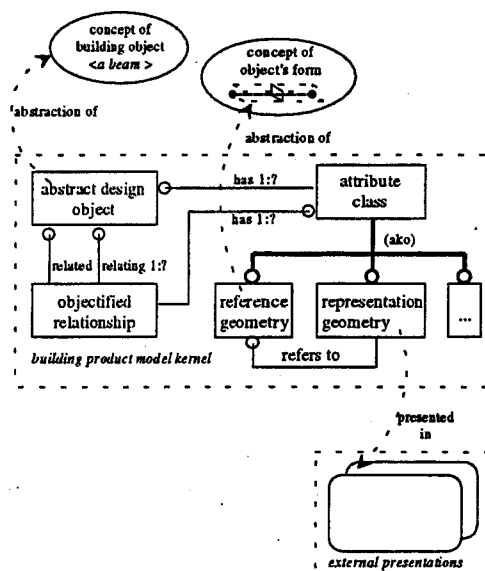 concept of
building object
<a beam >
concept of
object's form
abstraction of
abstraction of
abstract design
object
has 1:?
has 1:?
attribute
class
(ako)
related
relating 1:?
objectified
relationship
reference
geometry
representation
geometry
...
refers to
building product model kernel
presented
in
external presentations